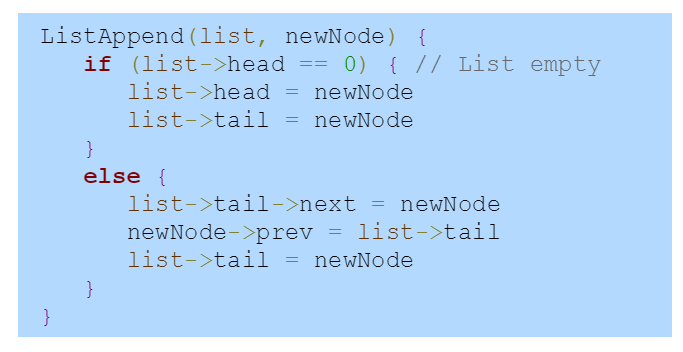 ListAppend(list, newNode) {
   if (list->head == 0) { // List empty
      list->head = newNode
      list->tail = newNode
   }
   else {
      list->tail->next = newNode
      newNode->prev = list->tail
      list->tail = newNode
   }
}